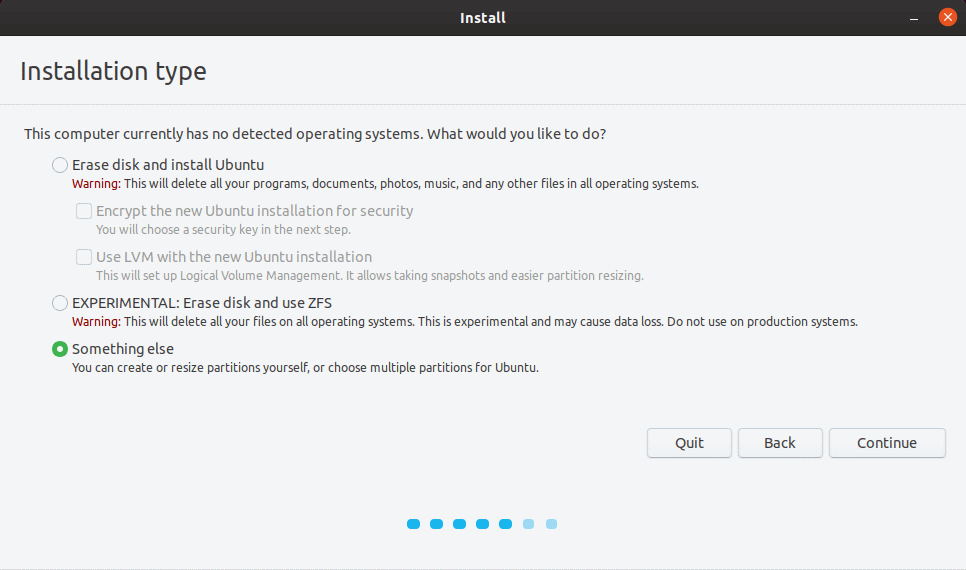 Install
Installation type
This computer currently has no detected operating systems. What would you like to do?
Erase disk and install Ubuntu
Warning: This will delete all your programs, documents, photos, music, and any other files in all operating systems.
Encrypt the new Ubuntu installation for security
You will choose a security key in the next step.
Use LVM with the new Ubuntu installation
This will set up Logical Volume Management. It allows taking snapshots and easier partition resizing.
EXPERIMENTAL: Erase disk and use ZFS
Warning: This will delete all your files on all operating systems. This is experimental and may cause data loss. Do not use on production systems.
Something else
You can create or resize partitions yourself, or choose multiple partitions for Ubuntu.
Quit Back Continue